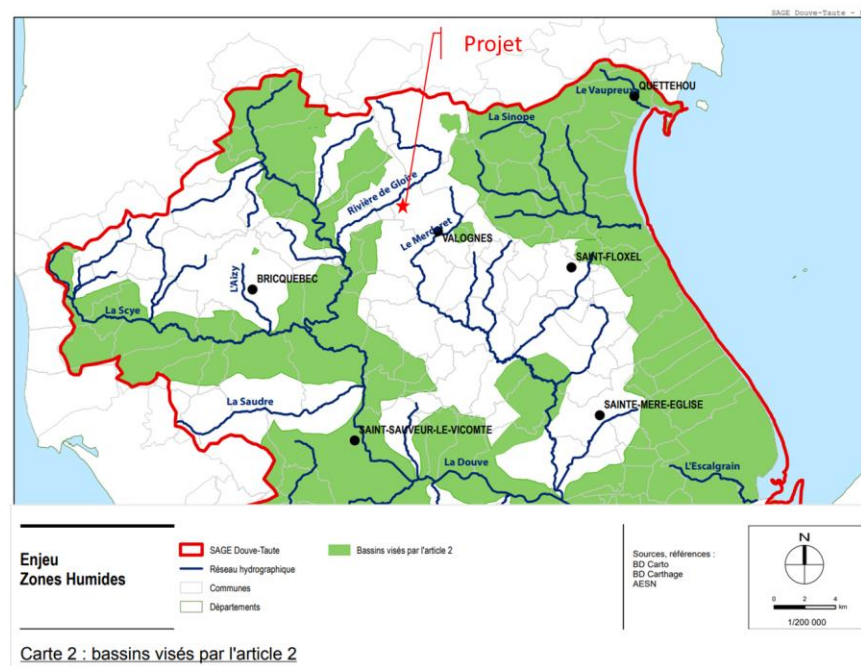 SAGE Douve-Taute -
Projet
QUETTEHOU
Le Vaupreux
La Sinope
Rivière de Gloire
Le Merderet
VALOGNES
SAINT-FLOXEL
L'Aizy
BRICQUEBEC
La Scye
La Saudre
SAINTE-MERE-EGLISE
SAINT-SAUVEUR-LE-VICOMTE
La Douve
L'Escalgrain
Enjeu
Zones Humides
SAGE Douve-Taute
Réseau hydrographique
Communes
Départements
Bassins visés par l'article 2
Sources, références :
BD Carto
BD Carthage
AESN
N
0 2 4
km
1/200 000
Carte 2 : bassins visés par l'article 2